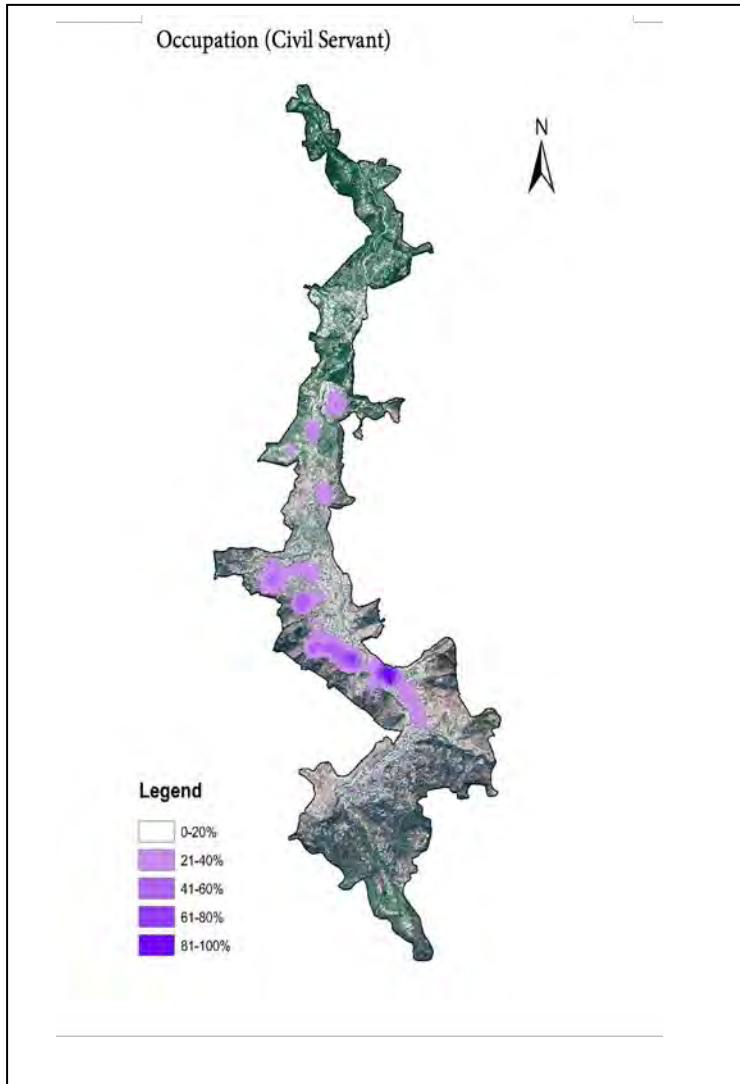 Occupation (Civil Servant)
N
Legend
0-20%
21-40%
41-60%
61-80%
81-100%